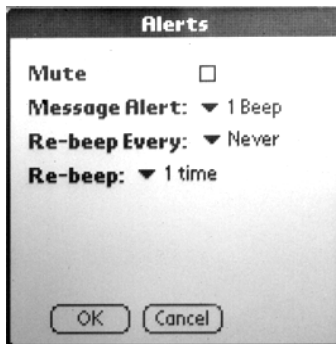 Alerts
Mute
Message Alert: 1 Beep
Re-beep Every: Never
Re-beep: 1 time
OK Cancel